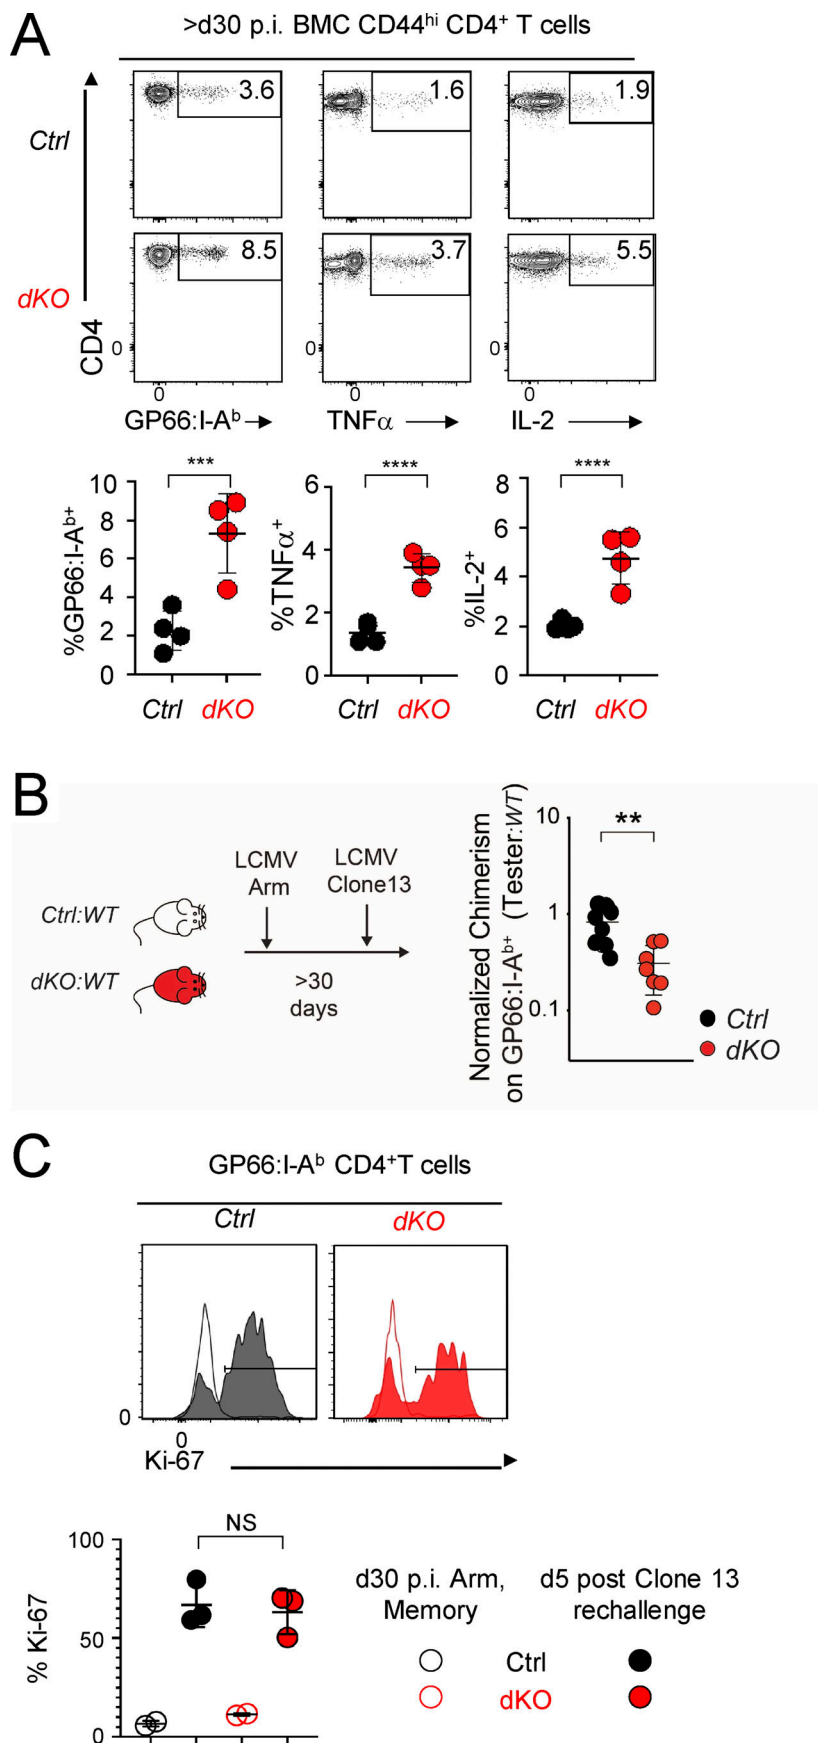 A
>d30 p.i. BMC CD44hi CD4+ T cells
Ctrl
3.6
1.6
1.9
dKO
8.5
3.7
5.5
CD4
0
0
0
0
0
0
GP66:I-Ab
TNFα
IL-2
***
****
****
%GP66:I-Ab+
10
8
6
4
2
0
%TNFα+
6
4
2
0
%IL-2+
8
6
4
2
0
Ctrl dKO
Ctrl dKO
Ctrl dKO
B
Ctrl:WT
dKO:WT
LCMV
Arm
LCMV
Clone13
>30
days
Normalized Chimerism
on GP66:I-Ab+ (Tester:WT)
10
1
0.1
**
Ctrl
dKO
C
GP66:I-Ab CD4+T cells
Ctrl
dKO
0
0
Ki-67
% Ki-67
100
50
0
NS
d30 p.i. Arm,
Memory
d5 post Clone 13
rechallenge
Ctrl
dKO